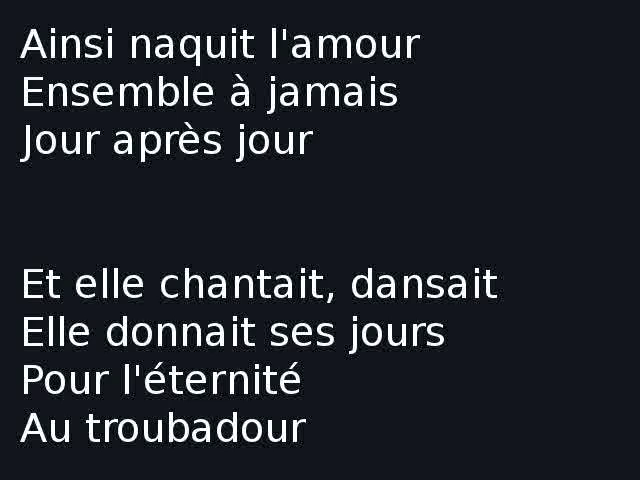 Ainsi naquit l'amour
Ensemble à jamais
Jour après jour
Et elle chantait, dansait
Elle donnait ses jours
Pour l'éternité
Au troubadour